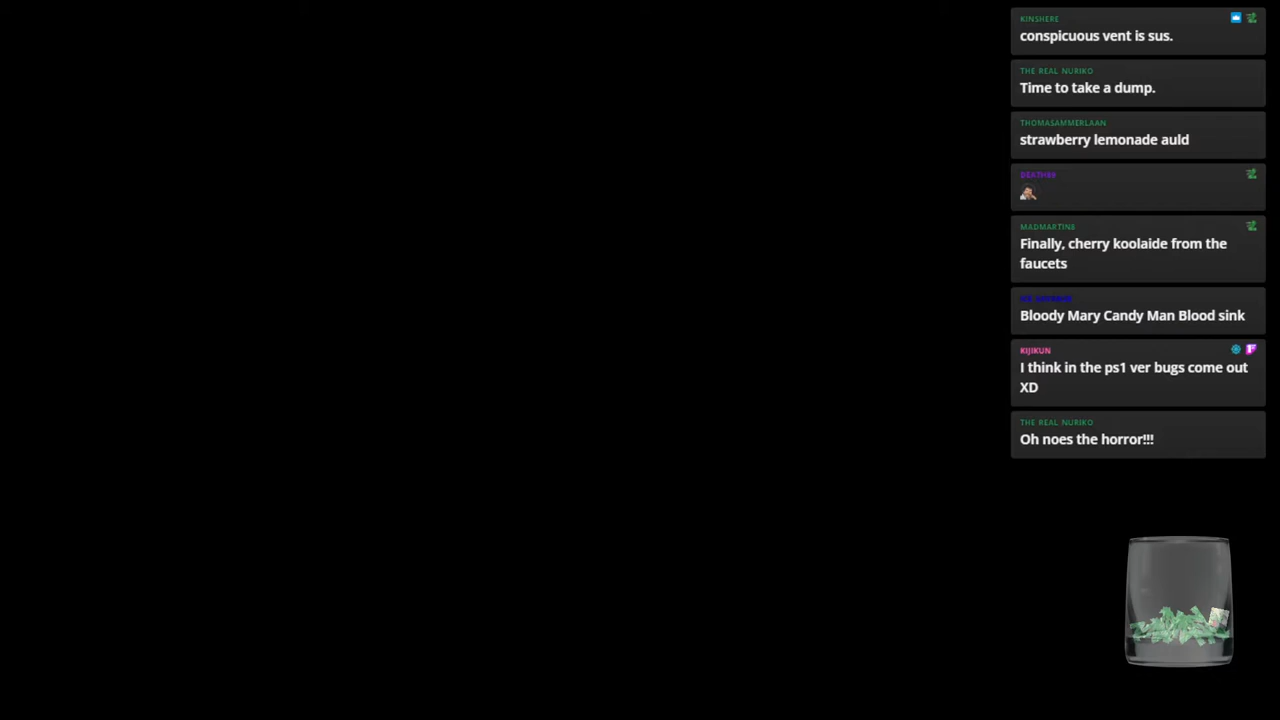 KINSHERE
conspicuous vent is sus.
THE REAL NURIKO
Time to take a dump.
THOMASAMMERLAAN
strawberry lemonade auld
MADMARTIN8
Finally, cherry koolaide from the
faucets
Bloody Mary Candy Man Blood sink
KIJIKUN
I think in the ps1 ver bugs come out
XD
THE REAL NURIKO
Oh noes the horror!!!